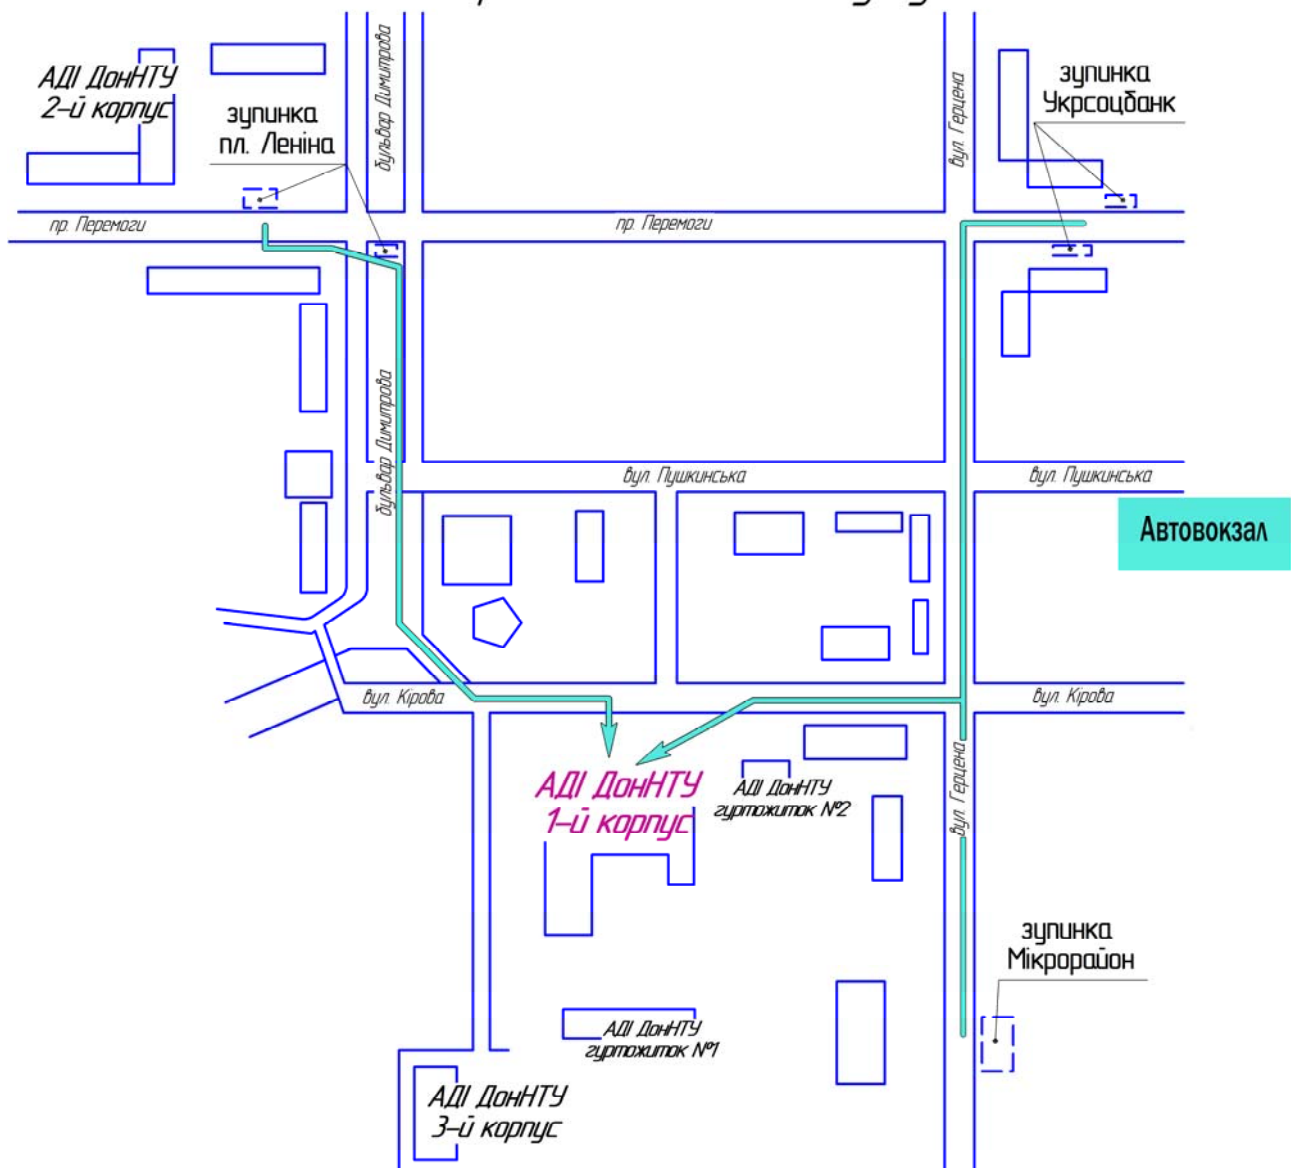 АДІ ДонНТУ
2-й корпус
зупинка
пл. Леніна
бульвар Димитрова
вул. Герцена
зупинка
Укрсоцбанк
пр. Перемоги
пр. Перемоги
бульвар Димитрова
вул. Пушкинська
вул. Пушкинська
Автовокзал
вул. Кірова
вул. Кірова
АДІ ДонНТУ
1-й корпус
АДІ ДонНТУ
гуртожиток №2
вул. Герцена
зупинка
Мікрорайон
АДІ ДонНТУ
гуртожиток №1
АДІ ДонНТУ
3-й корпус